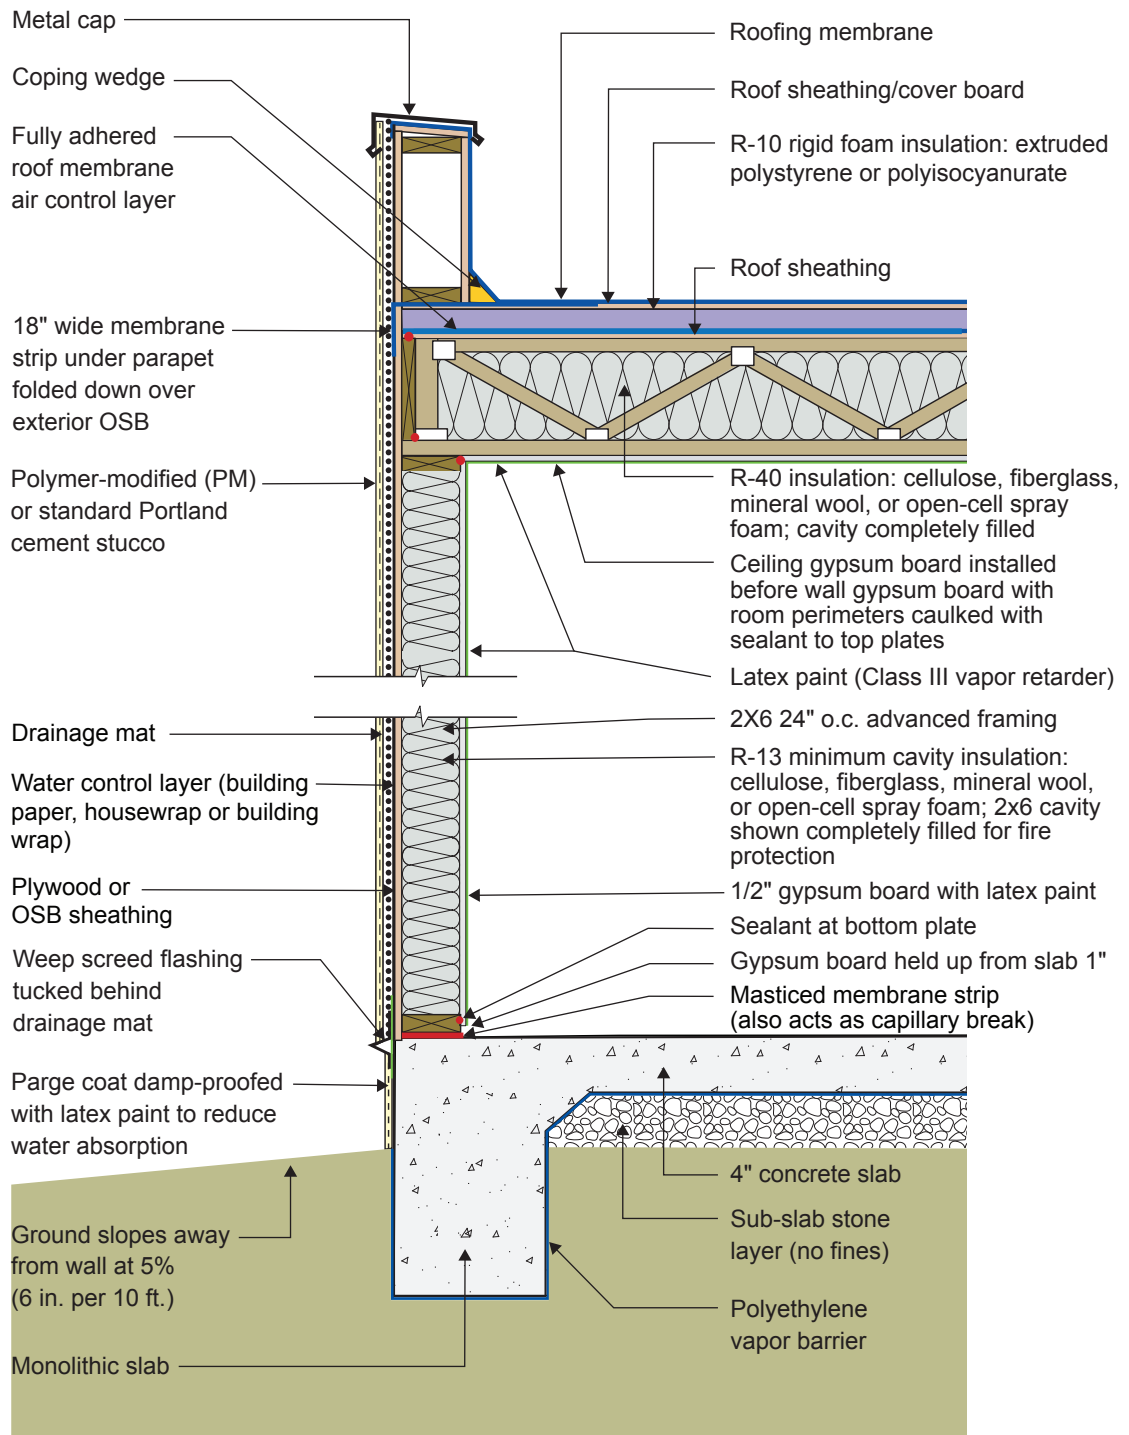 Metal cap
Coping wedge
Fully adhered
roof membrane
air control layer
18" wide membrane
strip under parapet
folded down over
exterior OSB
Polymer-modified (PM)
or standard Portland
cement stucco
Drainage mat
Water control layer (building
paper, housewrap or building
wrap)
Plywood or
OSB sheathing
Weep screed flashing
tucked behind
drainage mat
Parge coat damp-proofed
with latex paint to reduce
water absorption
Ground slopes away
from wall at 5%
(6 in. per 10 ft.)
Monolithic slab
Roofing membrane
Roof sheathing/cover board
R-10 rigid foam insulation: extruded
polystyrene or polyisocyanurate
Roof sheathing
R-40 insulation: cellulose, fiberglass,
mineral wool, or open-cell spray
foam; cavity completely filled
Ceiling gypsum board installed
before wall gypsum board with
room perimeters caulked with
sealant to top plates
Latex paint (Class III vapor retarder)
2X6 24" o.c. advanced framing
R-13 minimum cavity insulation:
cellulose, fiberglass, mineral wool,
or open-cell spray foam; 2x6 cavity
shown completely filled for fire
protection
1/2" gypsum board with latex paint
Sealant at bottom plate
Gypsum board held up from slab 1"
Masticed membrane strip
(also acts as capillary break)
4" concrete slab
Sub-slab stone
layer (no fines)
Polyethylene
vapor barrier